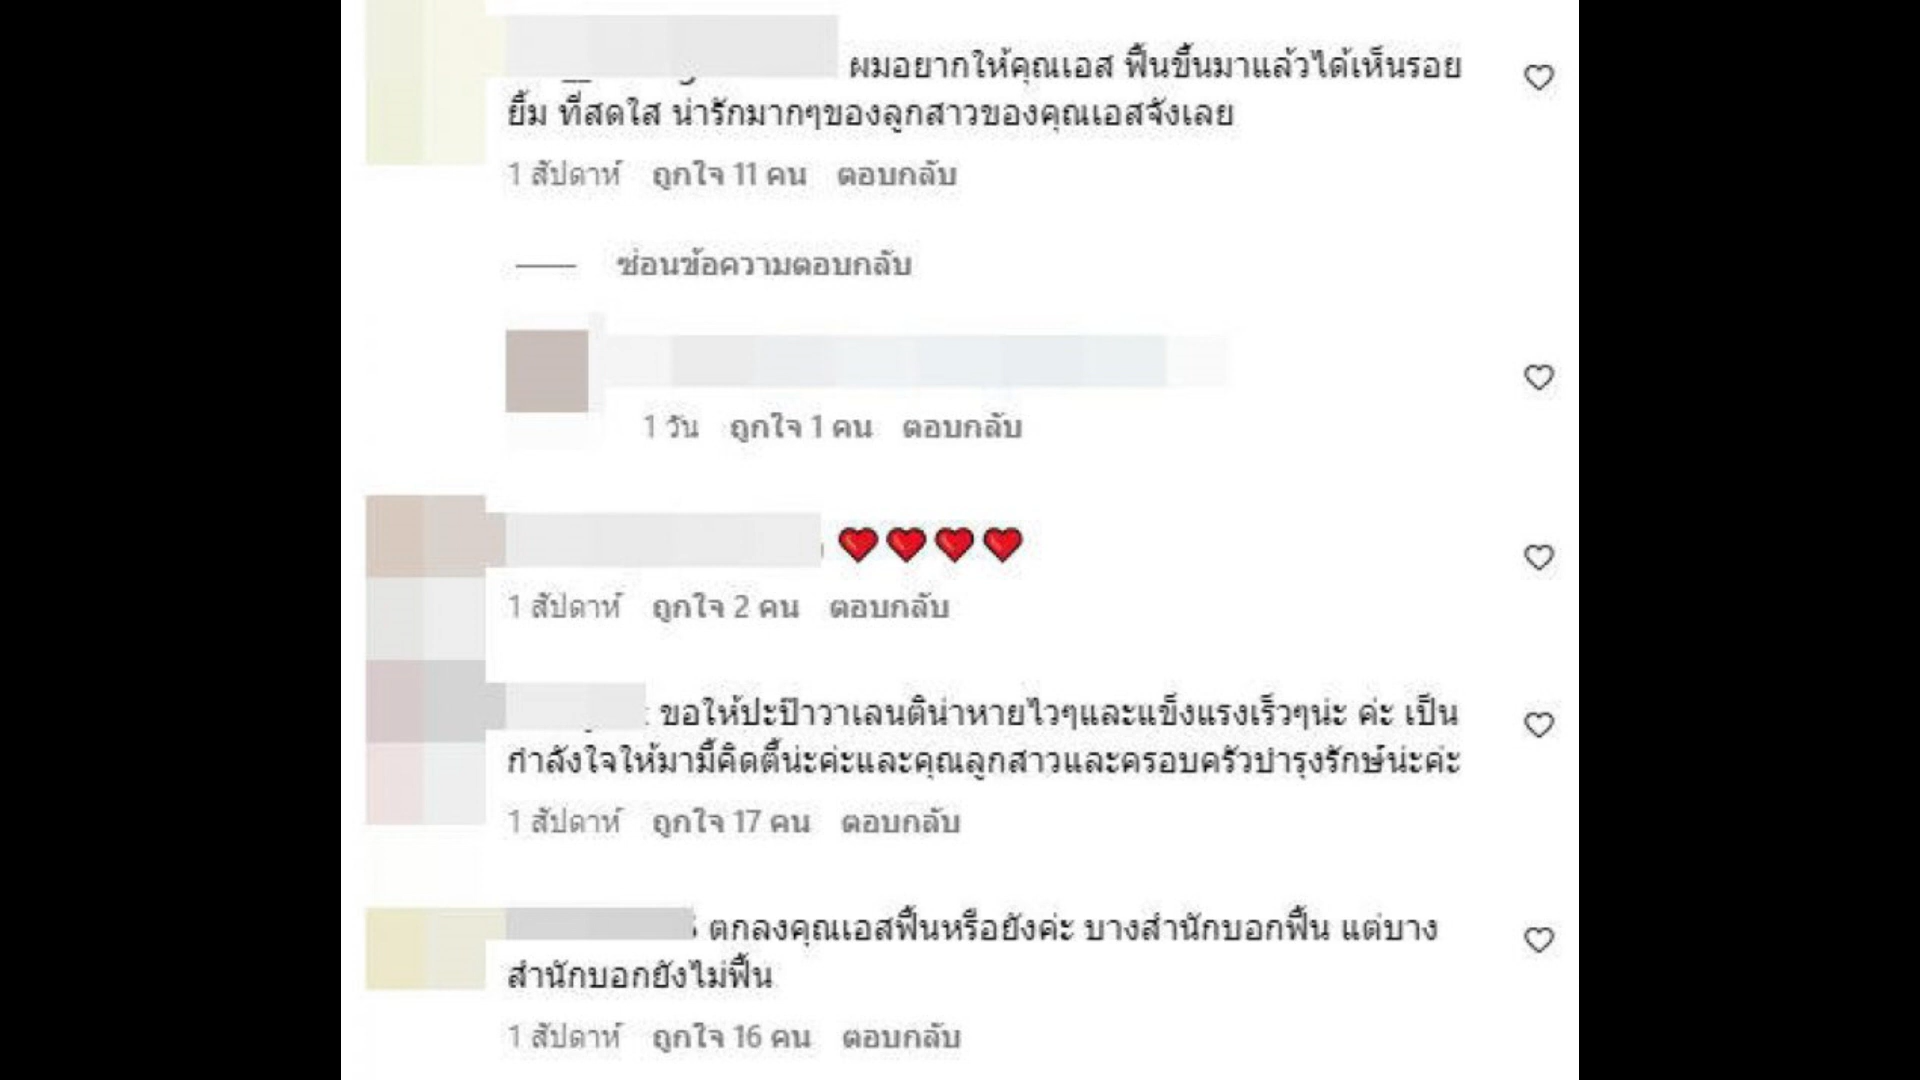 ผมอยากให้คุณเอส ฟื้นขึ้นมาแล้วได้เห็นรอย
ยิ้ม ที่สดใส น่ารักมากๆของลูกสาวของคุณเอสจังเลย
1 สัปดาห์ ถูกใจ 11 คน ตอบกลับ
ซ่อนข้อความตอบกลับ
1 วัน ถูกใจ 1 คน ตอบกลับ
❤❤❤❤
1 สัปดาห์ ถูกใจ 2 คน ตอบกลับ
ขอให้ปะป๊าวาเลนติน่าหายไวๆและแข็งแรงเร็วๆน่ะ ค่ะ เป็น
กำลังใจให้มามี้คิดตี้น่ะค่ะและคุณลูกสาวและครอบครัวบำรุงรักษ์น่ะค่ะ
1 สัปดาห์ ถูกใจ 17 คน ตอบกลับ
ตกลงคุณเอสฟื้นหรือยังค่ะ บางสำนักบอกฟื้น แต่บาง
สำนักบอกยังไม่ฟื้น
1 สัปดาห์ ถูกใจ 16 คน ตอบกลับ